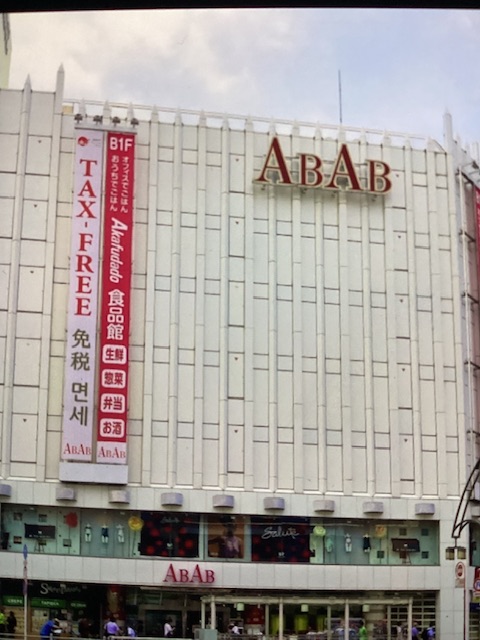 ABAB
TAX-FREE
免税 면세
ABAB
B1F
オフィスでごはん
おうちでごはん
Akafudado
食品館
生鮮
惣菜
弁当
お酒
ABAB
Salute
ABAB